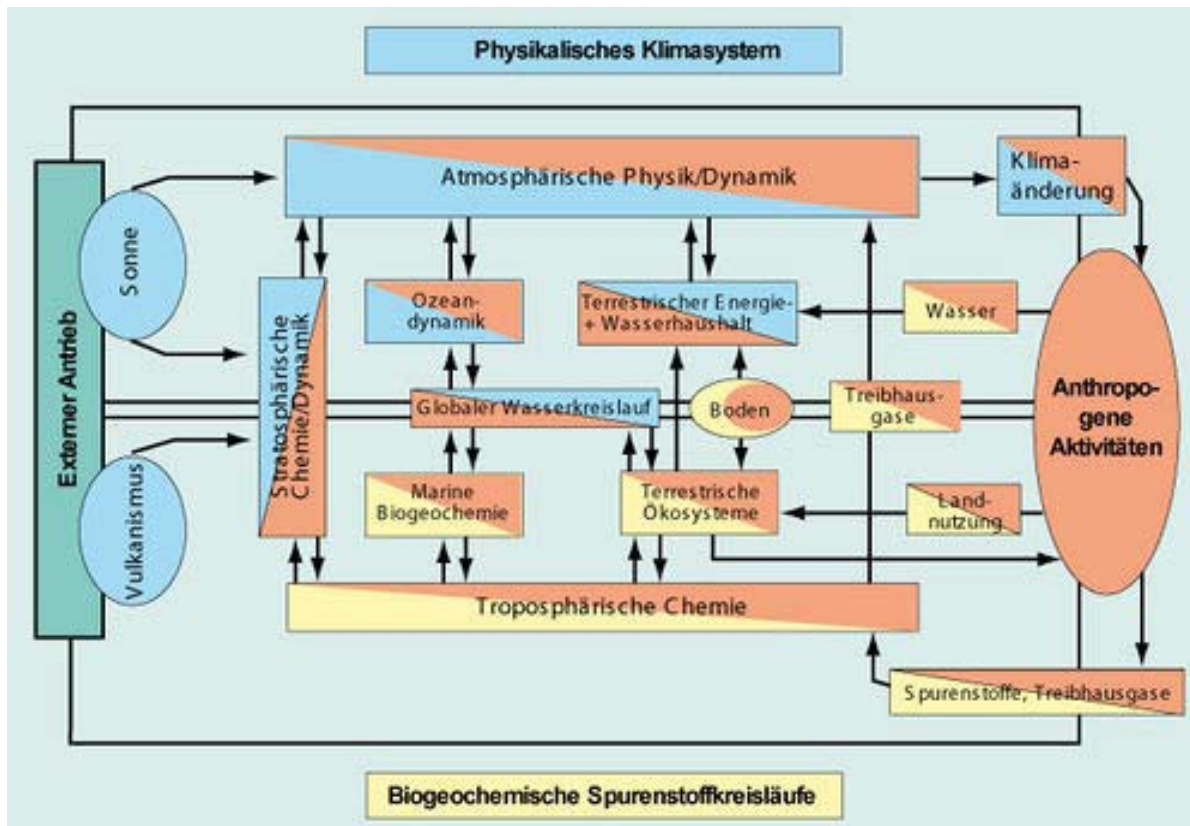 Physikalisches Klimasystem
Atmosphärische Physik/Dynamik
Klima-
änderung
Externer Antrieb
Sonne
Vulkanismus
Stratosphärische
Chemie/Dynamik
Ozean-
dynamik
Terrestrischer Energie-
+ Wasserhaushalt
Wasser
Globaler Wasserkreislauf
Boden
Treibhaus-
gase
Anthropo-
gene
Aktivitäten
Marine
Biogeochemie
Terrestrische
Ökosysteme
Land-
nutzung
Troposphärische Chemie
Spurenstoffe, Treibhausgase
Biogeochemische Spurenstoffkreisläufe